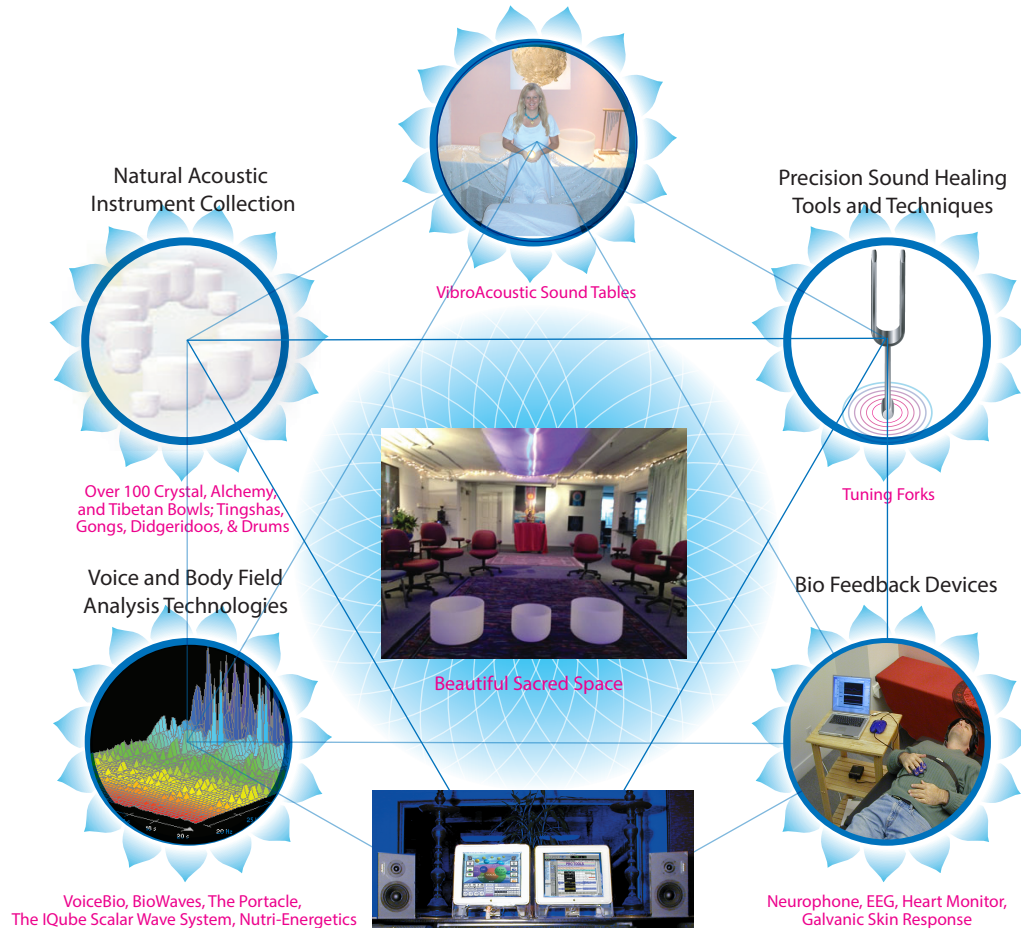 Natural Acoustic
Instrument Collection
Precision Sound Healing
Tools and Techniques
VibroAcoustic Sound Tables
Over 100 Crystal, Alchemy,
and Tibetan Bowls; Tingshas,
Gongs, Didgeridoos, & Drums
Tuning Forks
Voice and Body Field
Analysis Technologies
Bio Feedback Devices
Beautiful Sacred Space
20 Hz
VoiceBio, BioWaves, The Portacle,
The IQube Scalar Wave System, Nutri-Energetics
Neurophone, EEG, Heart Monitor,
Galvanic Skin Response